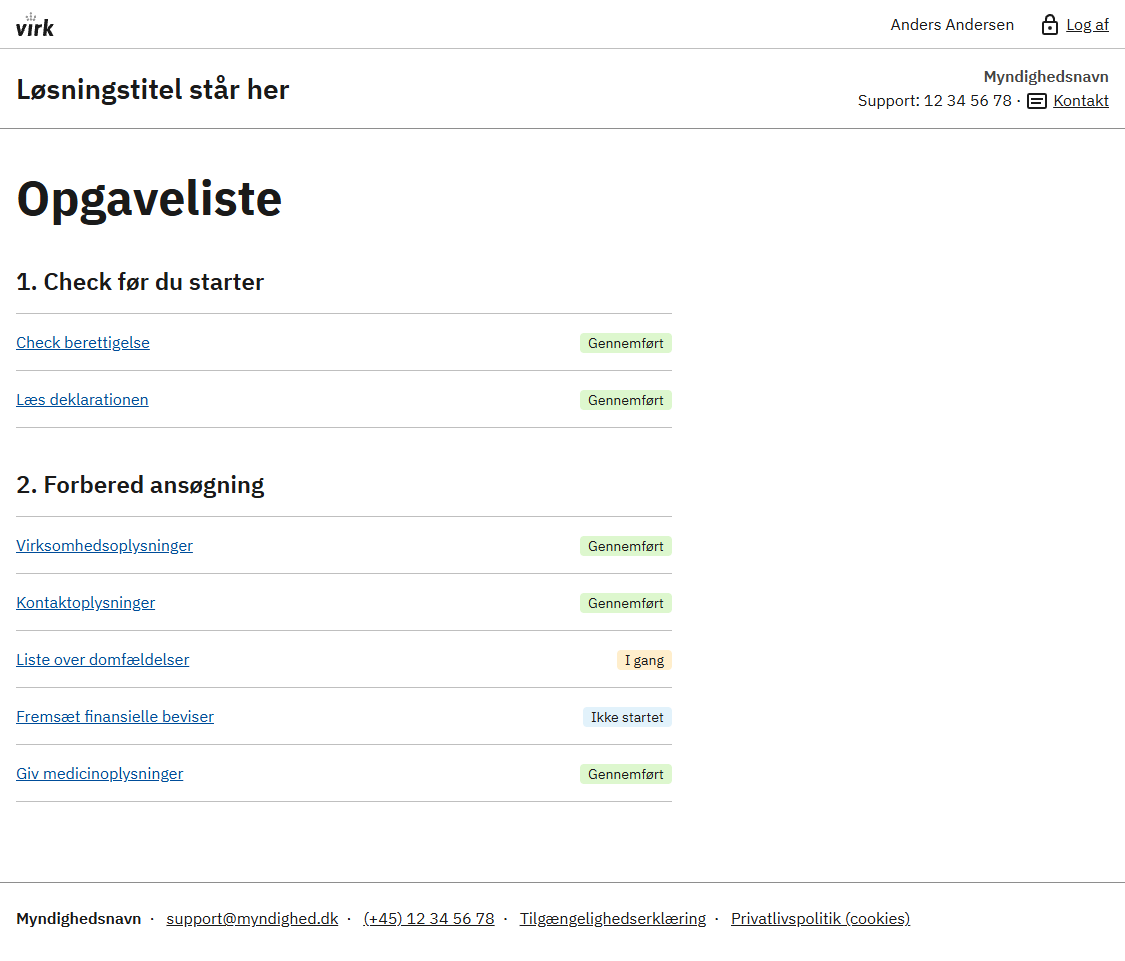 virk
Anders Andersen Log af
Løsningstitel står her
Myndighedsnavn
Support: 12 34 56 78 · Kontakt
Opgaveliste
1. Check før du starter
Check berettigelse Gennemført
Læs deklarationen Gennemført
2. Forbered ansøgning
Virksomhedsoplysninger Gennemført
Kontaktoplysninger Gennemført
Liste over domfældelser I gang
Fremsæt finansielle beviser Ikke startet
Giv medicinoplysninger Gennemført
Myndighedsnavn · support@myndighed.dk · (+45) 12 34 56 78 · Tilgængelighedserklæring · Privatlivspolitik (cookies)